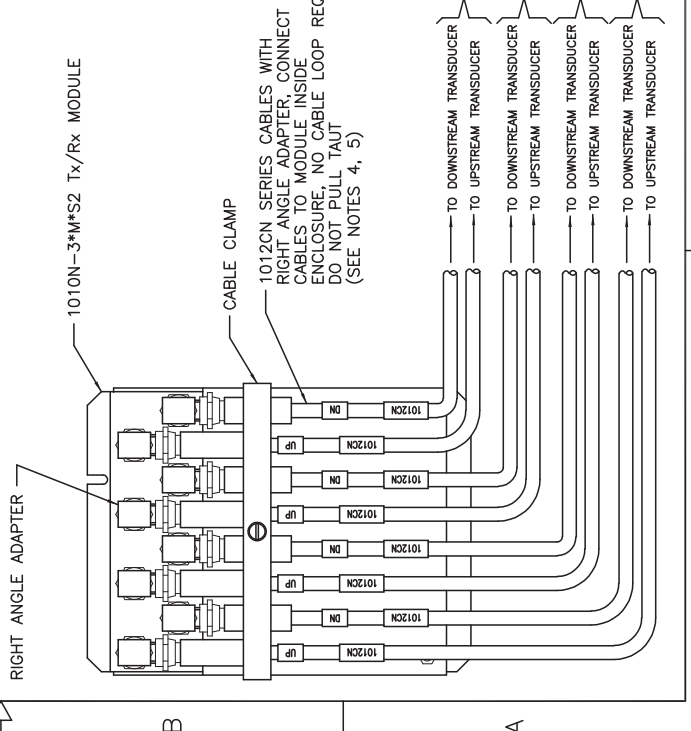 RIGHT ANGLE ADAPTER
1010N-3*M*S2 Tx/Rx MODULE
CABLE CLAMP
1012CN SERIES CABLES WITH
RIGHT ANGLE ADAPTER, CONNECT
CABLES TO MODULE INSIDE
ENCLOSURE, NO CABLE LOOP REQ
DO NOT PULL TAUT
(SEE NOTES 4, 5)
TO DOWNSTREAM TRANSDUCER
TO UPSTREAM TRANSDUCER
TO DOWNSTREAM TRANSDUCER
TO UPSTREAM TRANSDUCER
TO DOWNSTREAM TRANSDUCER
TO UPSTREAM TRANSDUCER
TO DOWNSTREAM TRANSDUCER
TO UPSTREAM TRANSDUCER
UP
DN
UP
DN
UP
DN
UP
DN
1012CN
1012CN
1012CN
1012CN
1012CN
1012CN
1012CN
1012CN
B
A